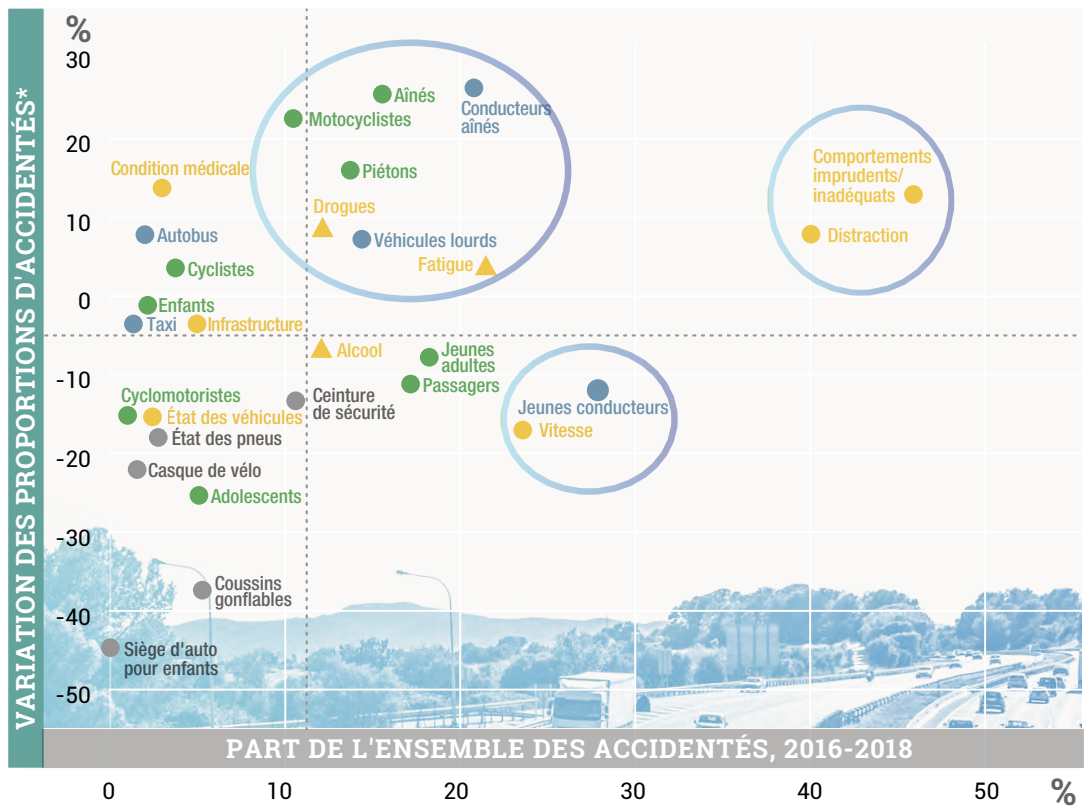 %
VARIATION DES PROPORTIONS D'ACCIDENTÉS*
30
20
10
0
-10
-20
-30
-40
-50
Aînés
Conducteurs
aînés
Motocyclistes
Piétons
Condition médicale
Comportements
imprudents/
inadéquats
Drogues
Autobus
Véhicules lourds
Distraction
Fatigue
Cyclistes
Enfants
Taxi
Infrastructure
Alcool
Jeunes
adultes
Passagers
Cyclomotoristes
Ceinture
de sécurité
Jeunes conducteurs
État des véhicules
Vitesse
État des pneus
Casque de vélo
Adolescents
Coussins
gonflables
Siège d'auto
pour enfants
PART DE L'ENSEMBLE DES ACCIDENTÉS, 2016-2018
0
10
20
30
40
50
%